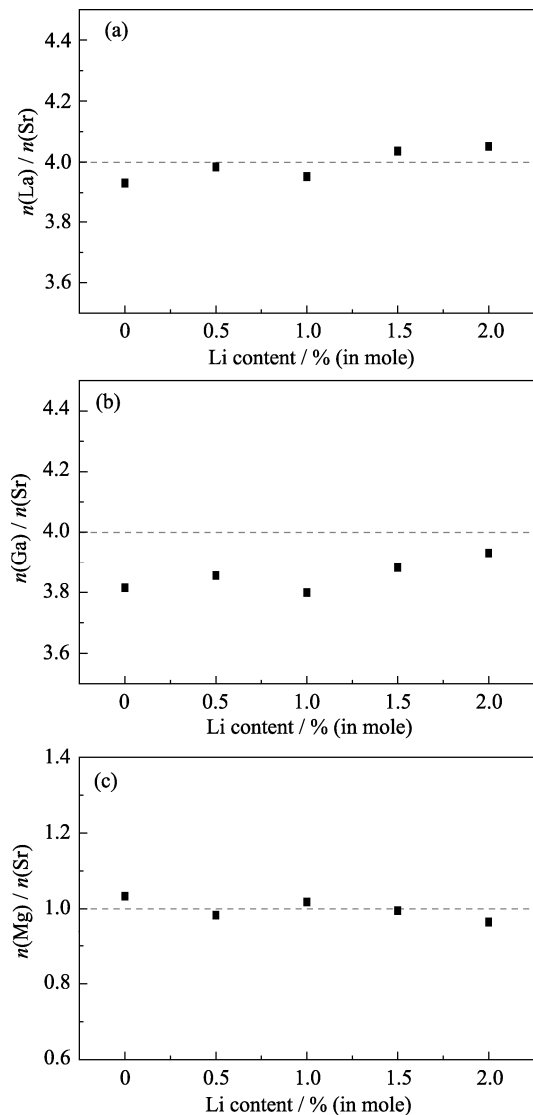 (a)
4.4
4.2
4.0
3.8
3.6
n(La) / n(Sr)
0 0.5 1.0 1.5 2.0
Li content / % (in mole)
(b)
4.4
4.2
4.0
3.8
3.6
n(Ga) / n(Sr)
0 0.5 1.0 1.5 2.0
Li content / % (in mole)
(c)
1.4
1.2
1.0
0.8
0.6
n(Mg) / n(Sr)
0 0.5 1.0 1.5 2.0
Li content / % (in mole)